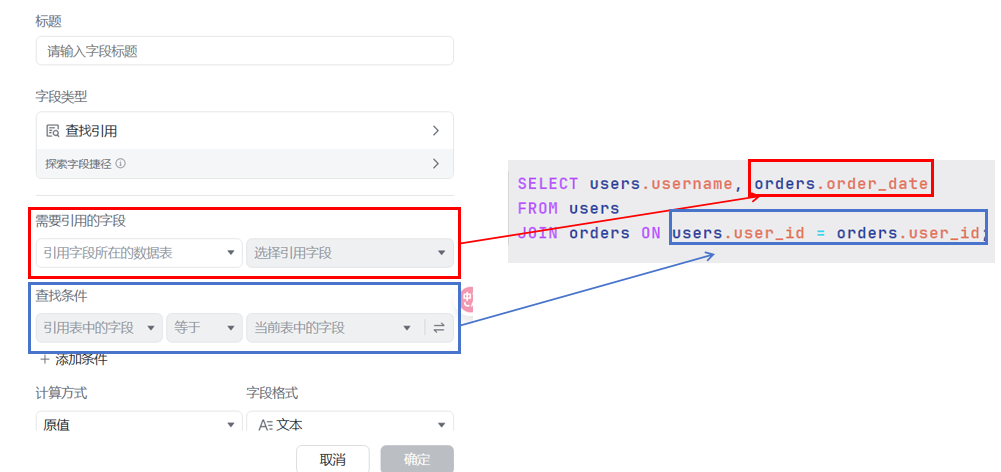 标题
请输入字段标题
字段类型
查找引用
探索字段捷径
需要引用的字段
引用字段所在的数据表 选择引用字段
查找条件
引用表中的字段 等于 当前表中的字段
+ 添加条件
计算方式 字段格式
原值 文本
取消 确定
SELECT users.username, orders.order_date
FROM users
JOIN orders ON users.user_id = orders.user_id;